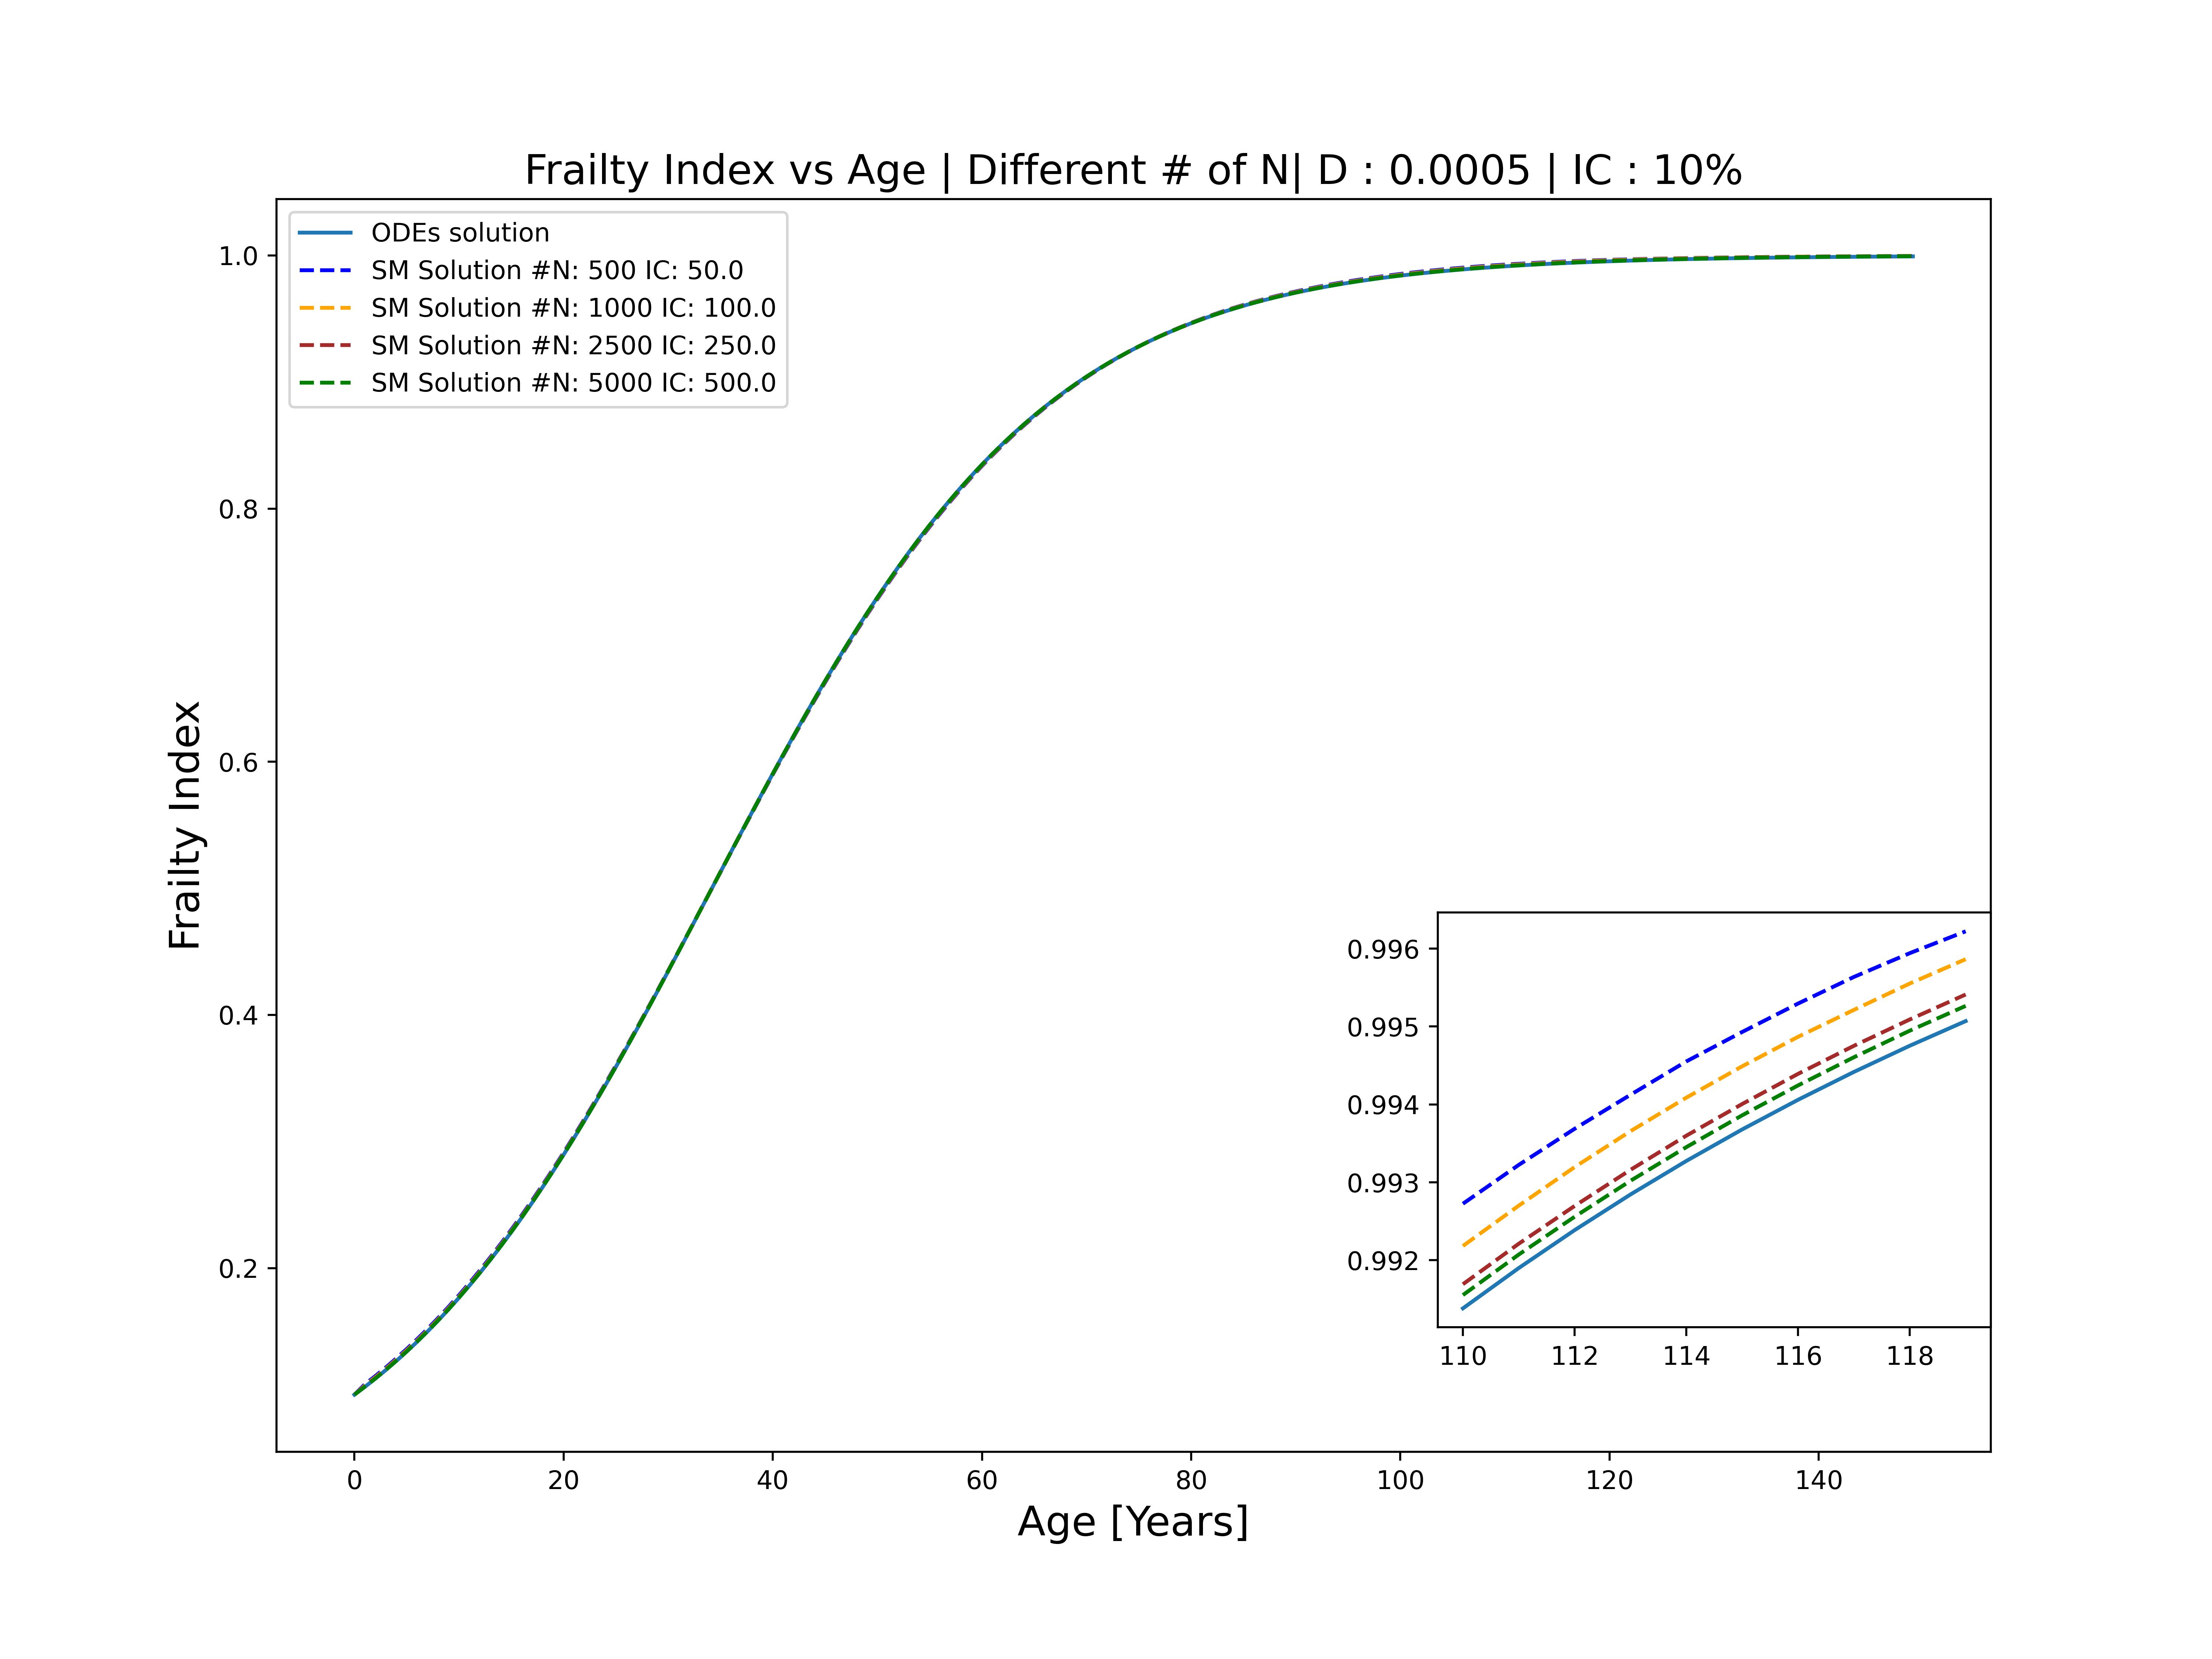 Frailty Index vs Age | Different # of N| D : 0.0005 | IC : 10%
ODEs solution
SM Solution #N: 500 IC: 50.0
SM Solution #N: 1000 IC: 100.0
SM Solution #N: 2500 IC: 250.0
SM Solution #N: 5000 IC: 500.0
1.0
0.8
0.6
0.4
0.2
Frailty Index
0.996
0.995
0.994
0.993
0.992
110 112 114 116 118
0 20 40 60 80 100 120 140
Age [Years]